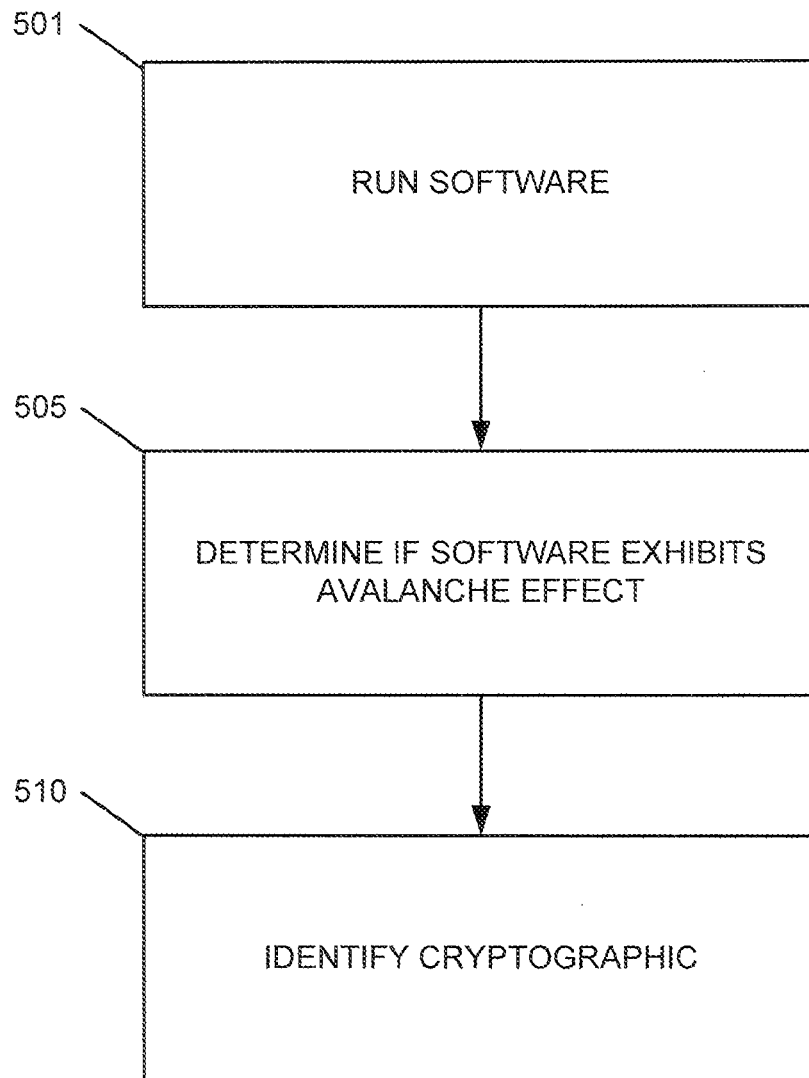 501
RUN SOFTWARE
505
DETERMINE IF SOFTWARE EXHIBITS
AVALANCHE EFFECT
510
IDENTIFY CRYPTOGRAPHIC